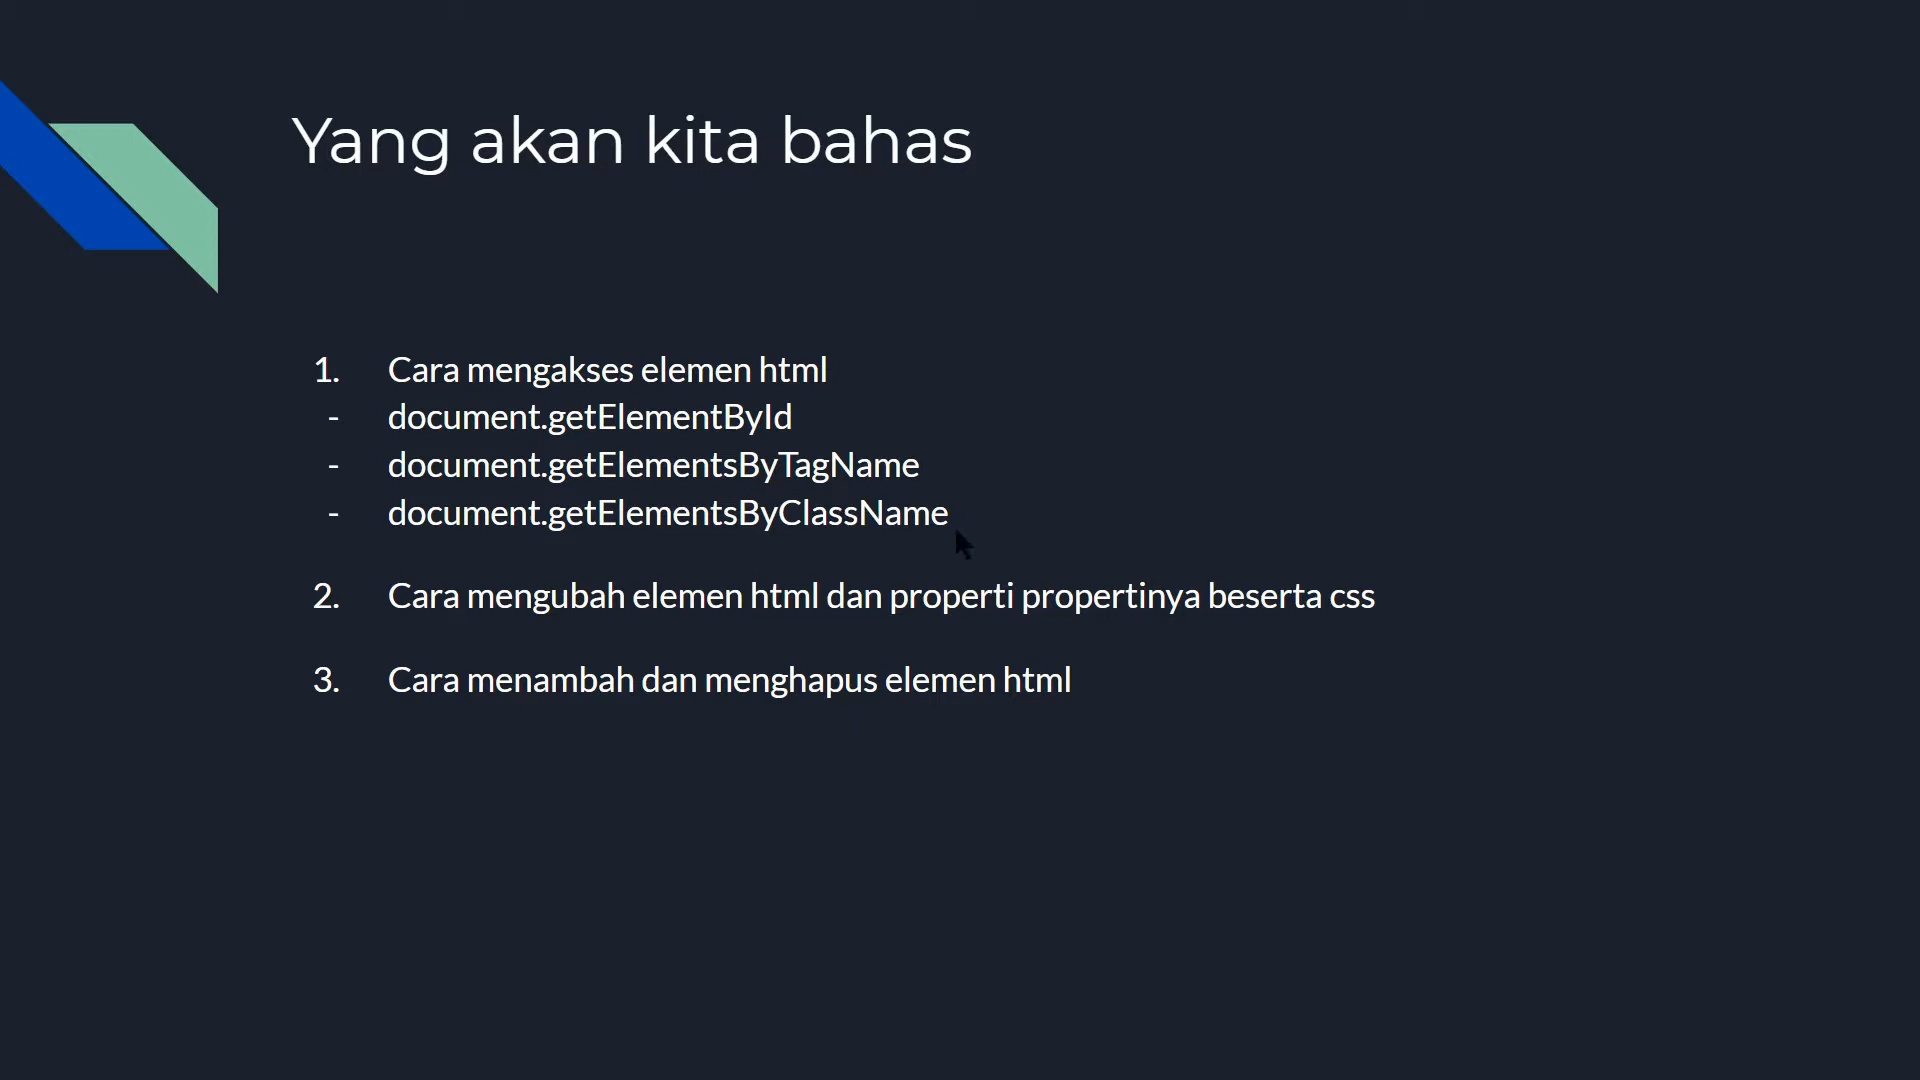 Yang akan kita bahas
1. Cara mengakses elemen html
- document.getElementById
- document.getElementsByTagName
- document.getElementsByClassName
2. Cara mengubah elemen html dan properti propertinya beserta css
3. Cara menambah dan menghapus elemen html